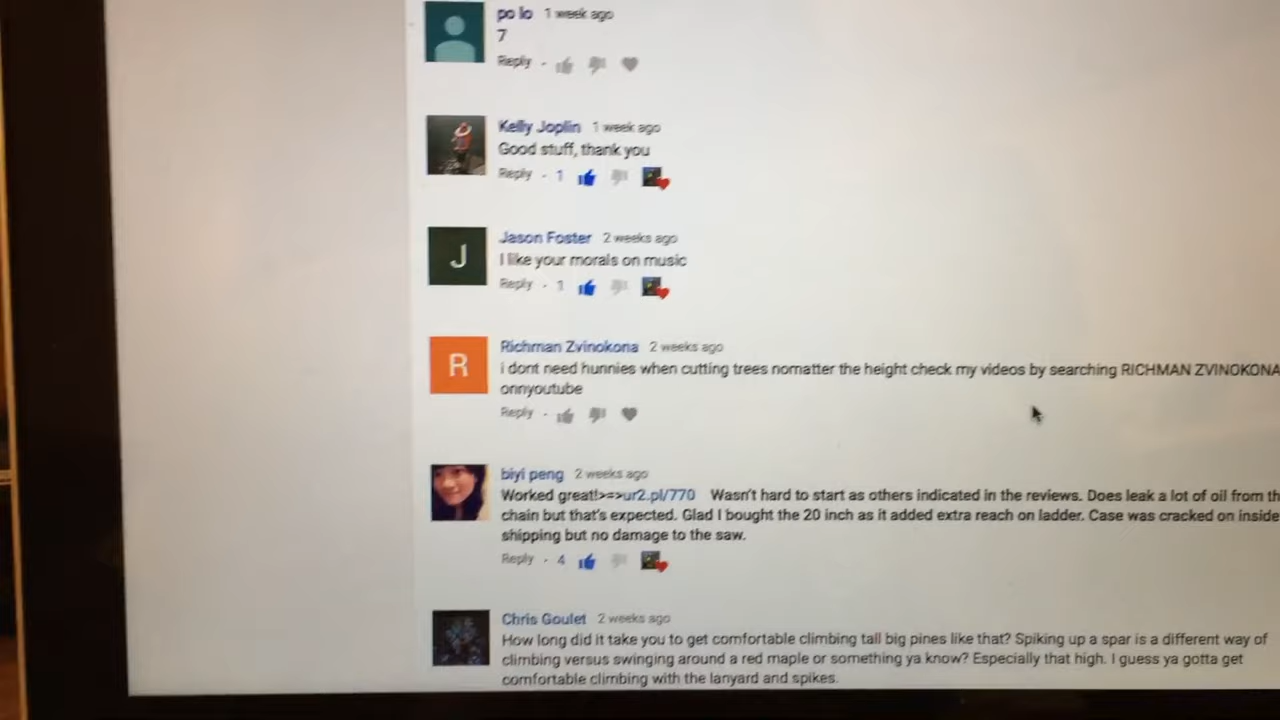 po lo 1 week ago
7
Reply ·
Kelly Joplin 1 week ago
Good stuff, thank you
Reply · 1
J
Jason Foster 2 weeks ago
I like your morals on music
Reply · 1
R
Richman Zvinokona 2 weeks ago
i dont need hunnies when cutting trees nomatter the height check my videos by searching RICHMAN ZVINOKONA
onnyoutube
Reply ·
biyi peng 2 weeks ago
Worked great!>=>ur2.pl/770 Wasn't hard to start as others indicated in the reviews. Does leak a lot of oil from th
chain but that's expected. Glad I bought the 20 inch as it added extra reach on ladder. Case was cracked on inside
shipping but no damage to the saw.
Reply · 4
Chris Goulet 2 weeks ago
How long did it take you to get comfortable climbing tall big pines like that? Spiking up a spar is a different way of
climbing versus swinging around a red maple or something ya know? Especially that high. I guess ya gotta get
comfortable climbing with the lanyard and spikes.